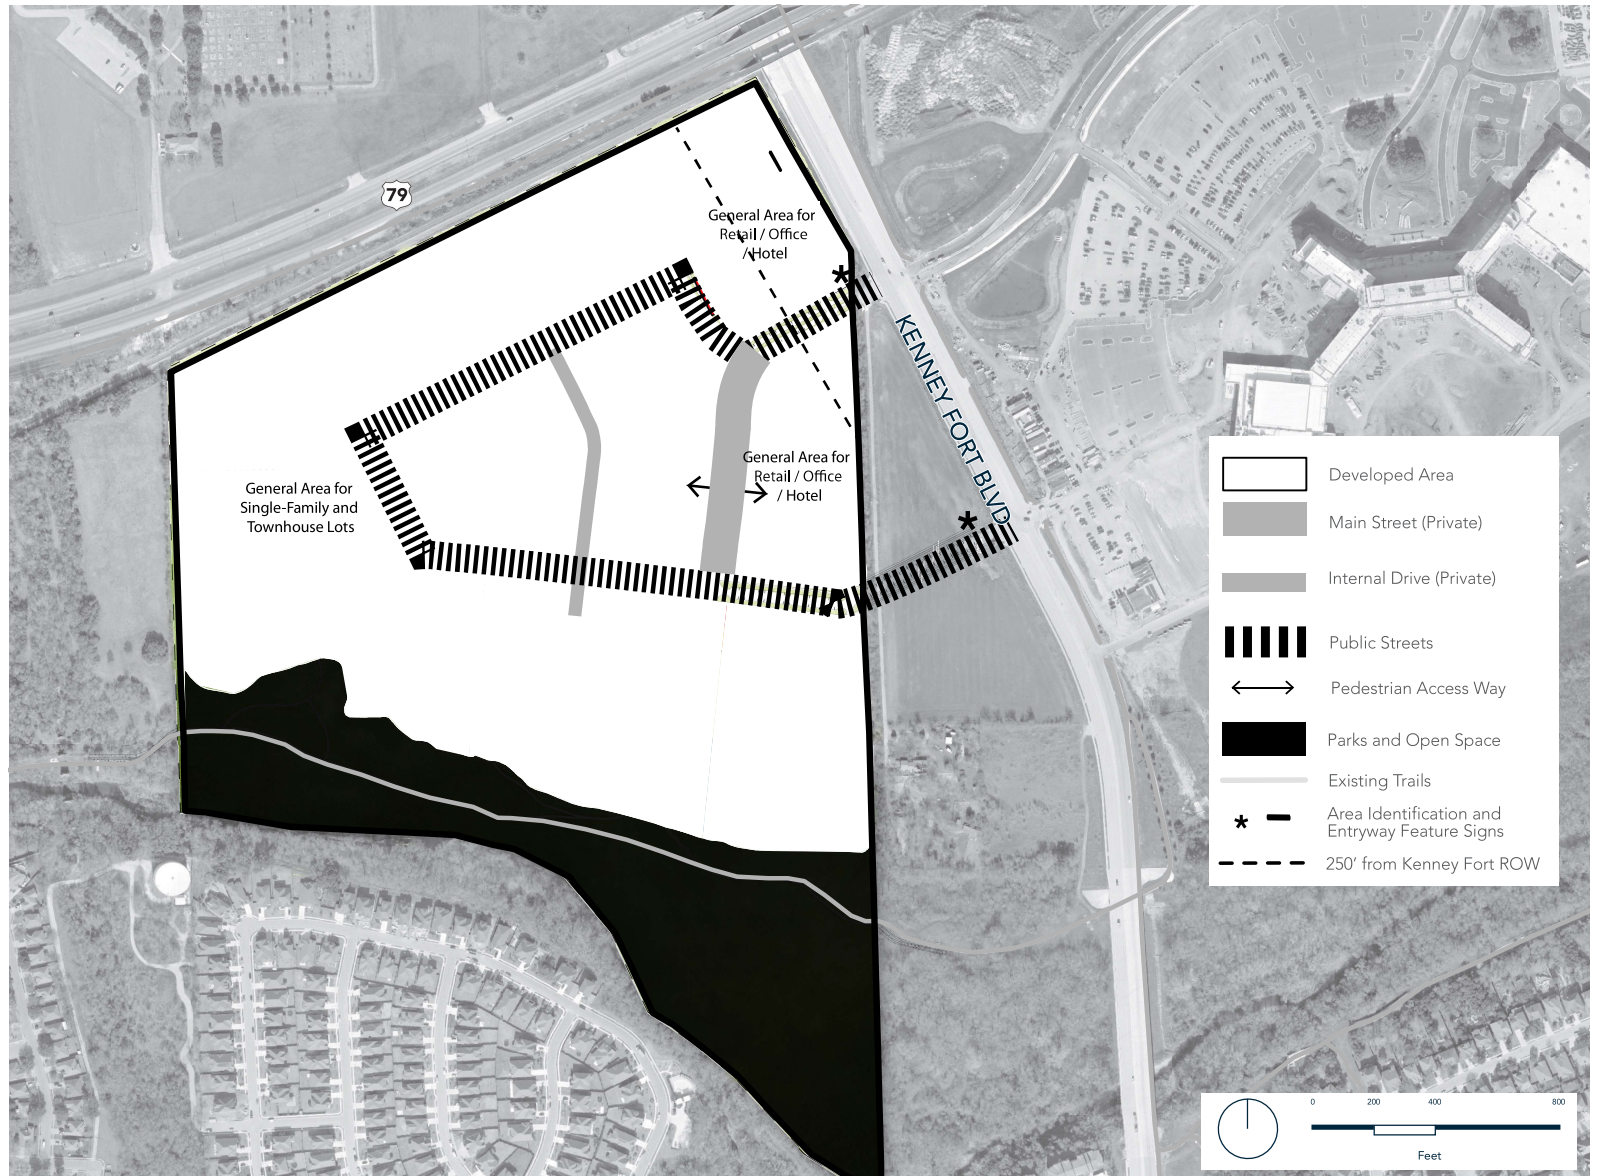 79
General Area for
Retail / Office
/ Hotel
KENNEY FORT BLVD
General Area for
Retail / Office
/ Hotel
General Area for
Single-Family and
Townhouse Lots
Developed Area
Main Street (Private)
Internal Drive (Private)
Public Streets
Pedestrian Access Way
Parks and Open Space
Existing Trails
* Area Identification and
Entryway Feature Signs
250’ from Kenney Fort ROW
0 200 400 800
Feet